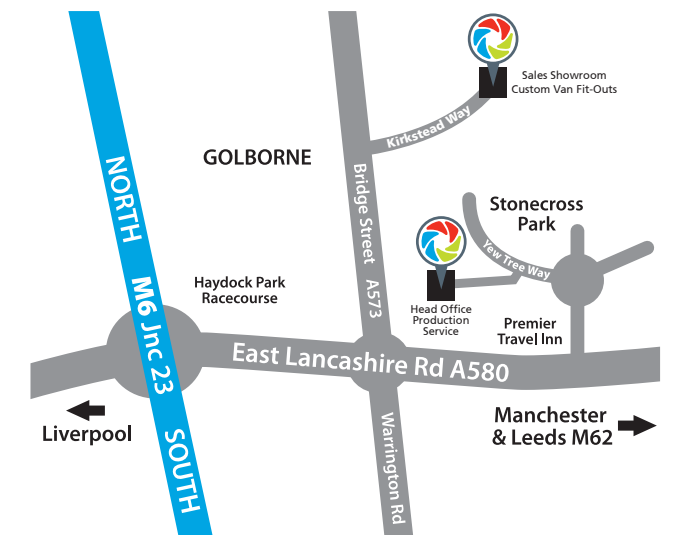 Sales Showroom
Custom Van Fit-Outs
Kirkstead Way
GOLBORNE
NORTH
Bridge Street A573
Stonecross
Park
Yew Tree Way
Haydock Park
Racecourse
M6 Jnc 23
Head Office
Production
Service
Premier
Travel Inn
East Lancashire Rd A580
Liverpool
Manchester
& Leeds M62
SOUTH
Warrington Rd